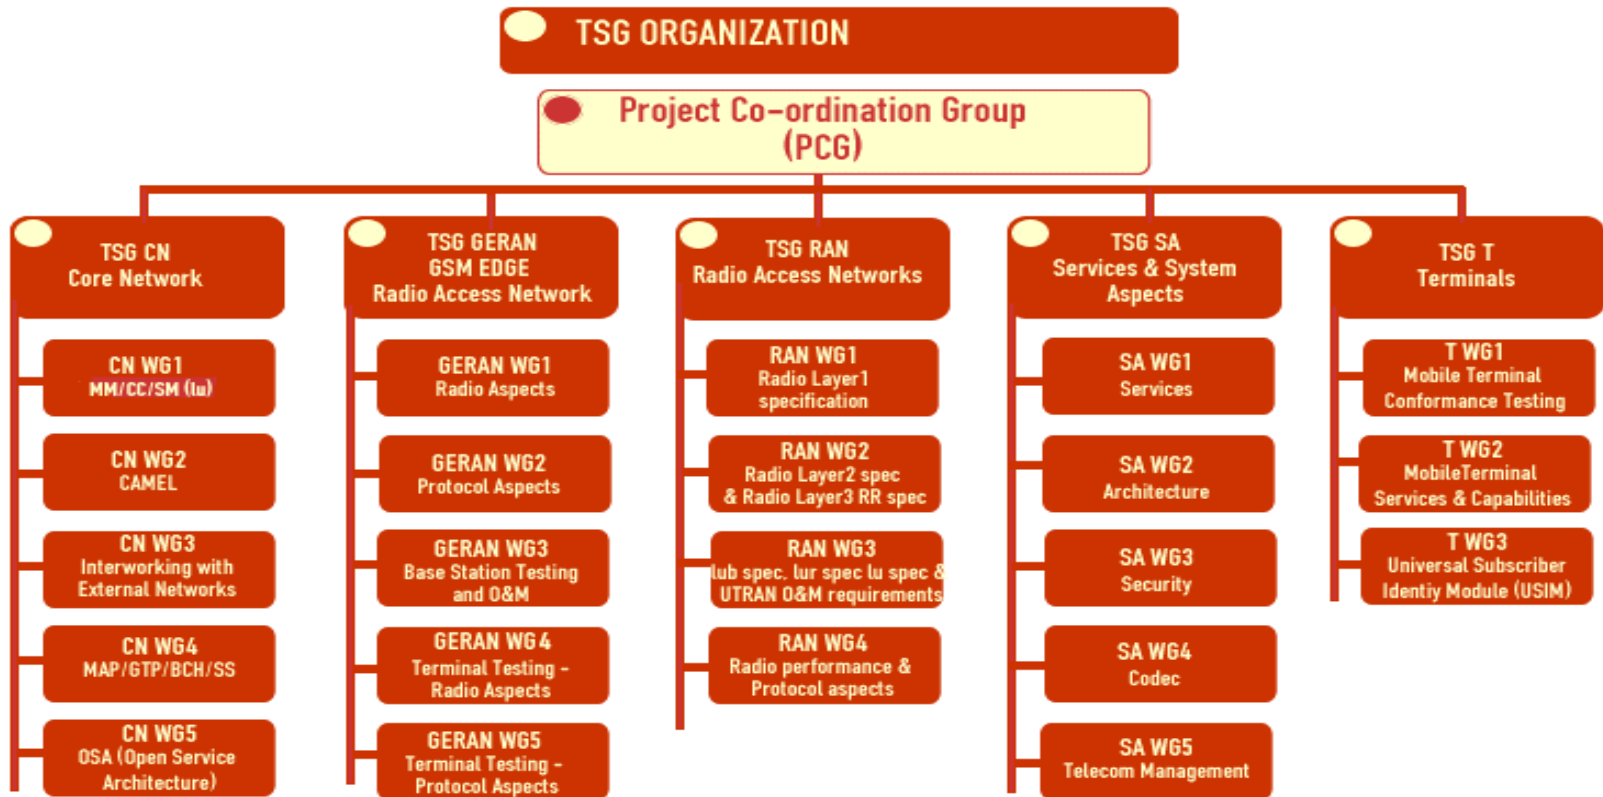 TSG ORGANIZATION
Project Co-ordination Group
(PCG)
TSG CN
Core Network
CN WG1
MM/CC/SM (Iu)
CN WG2
CAMEL
CN WG3
Interworking with
External Networks
CN WG4
MAP/GTP/BCH/SS
CN WG5
OSA (Open Service
Architecture)
TSG GERAN
GSM EDGE
Radio Access Network
GERAN WG1
Radio Aspects
GERAN WG2
Protocol Aspects
GERAN WG3
Base Station Testing
and O&M
GERAN WG4
Terminal Testing -
Radio Aspects
GERAN WG5
Terminal Testing -
Protocol Aspects
TSG RAN
Radio Access Networks
RAN WG1
Radio Layer1
specification
RAN WG2
Radio Layer2 spec
& Radio Layer3 RR spec
RAN WG3
Iub spec, Iur spec Iu spec &
UTRAN O&M requirements
RAN WG4
Radio performance &
Protocol aspects
TSG SA
Services & System
Aspects
SA WG1
Services
SA WG2
Architecture
SA WG3
Security
SA WG4
Codec
SA WG5
Telecom Management
TSG T
Terminals
T WG1
Mobile Terminal
Conformance Testing
T WG2
MobileTerminal
Services & Capabilities
T WG3
Universal Subscriber
Identiy Module (USIM)